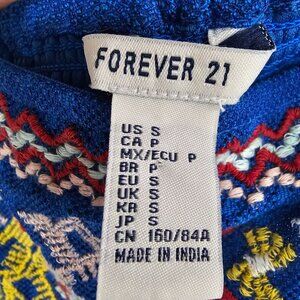 FOREVER 21
US S
CA P
MX/ECU P
BR P
EU S
UK S
KR S
JP S
CN 160/84A
MADE IN INDIA